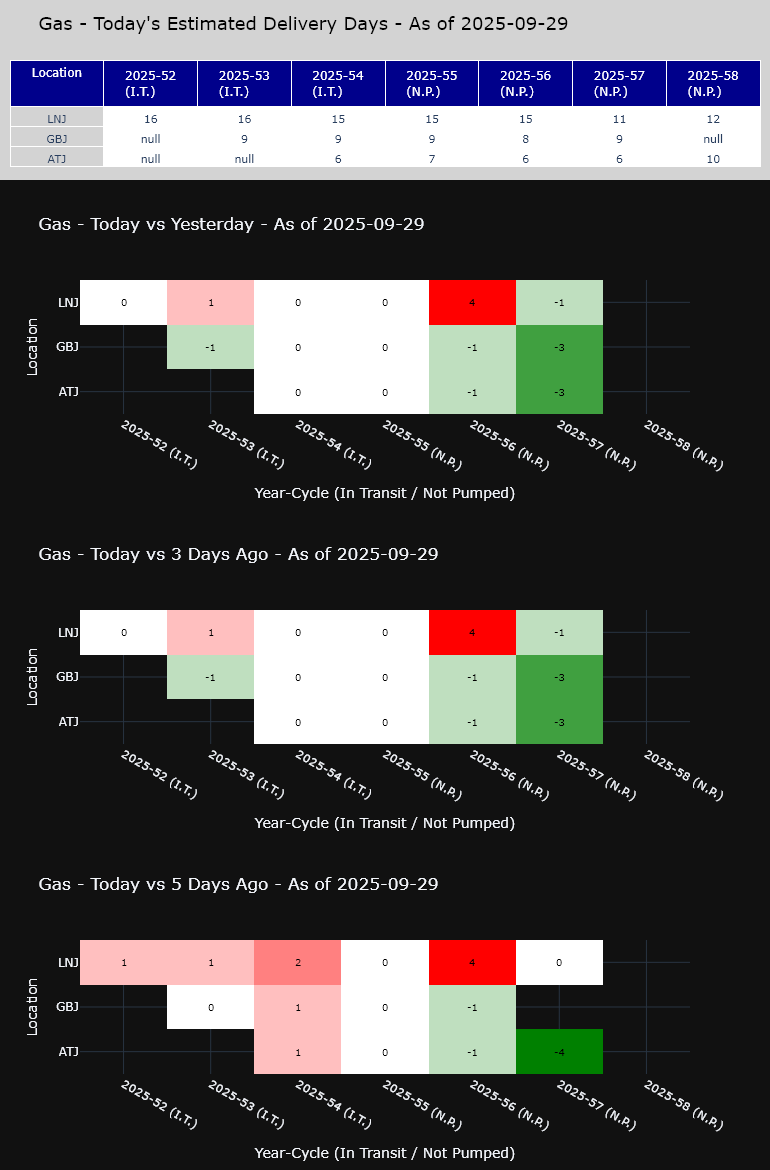 Gas - Today's Estimated Delivery Days - As of 2025-09-29
Location 2025-52 (I.T.) 2025-53 (I.T.) 2025-54 (I.T.) 2025-55 (N.P.) 2025-56 (N.P.) 2025-57 (N.P.) 2025-58 (N.P.)
LNJ 16 16 15 15 15 11 12
GBJ null 9 9 9 8 9 null
ATJ null null 6 7 6 6 10
Gas - Today vs Yesterday - As of 2025-09-29
Location
LNJ 0 1 0 0 4 -1
GBJ -1 0 0 -1 -3
ATJ 0 0 -1 -3
2025-52 (I.T.) 2025-53 (I.T.) 2025-54 (I.T.) 2025-55 (N.P.) 2025-56 (N.P.) 2025-57 (N.P.) 2025-58 (N.P.)
Year-Cycle (In Transit / Not Pumped)
Gas - Today vs 3 Days Ago - As of 2025-09-29
Location
LNJ 0 1 0 0 4 -1
GBJ -1 0 0 -1 -3
ATJ 0 0 -1 -3
2025-52 (I.T.) 2025-53 (I.T.) 2025-54 (I.T.) 2025-55 (N.P.) 2025-56 (N.P.) 2025-57 (N.P.) 2025-58 (N.P.)
Year-Cycle (In Transit / Not Pumped)
Gas - Today vs 5 Days Ago - As of 2025-09-29
Location
LNJ 1 1 2 0 4 0
GBJ 0 1 0 -1
ATJ 1 0 -1 -4
2025-52 (I.T.) 2025-53 (I.T.) 2025-54 (I.T.) 2025-55 (N.P.) 2025-56 (N.P.) 2025-57 (N.P.) 2025-58 (N.P.)
Year-Cycle (In Transit / Not Pumped)